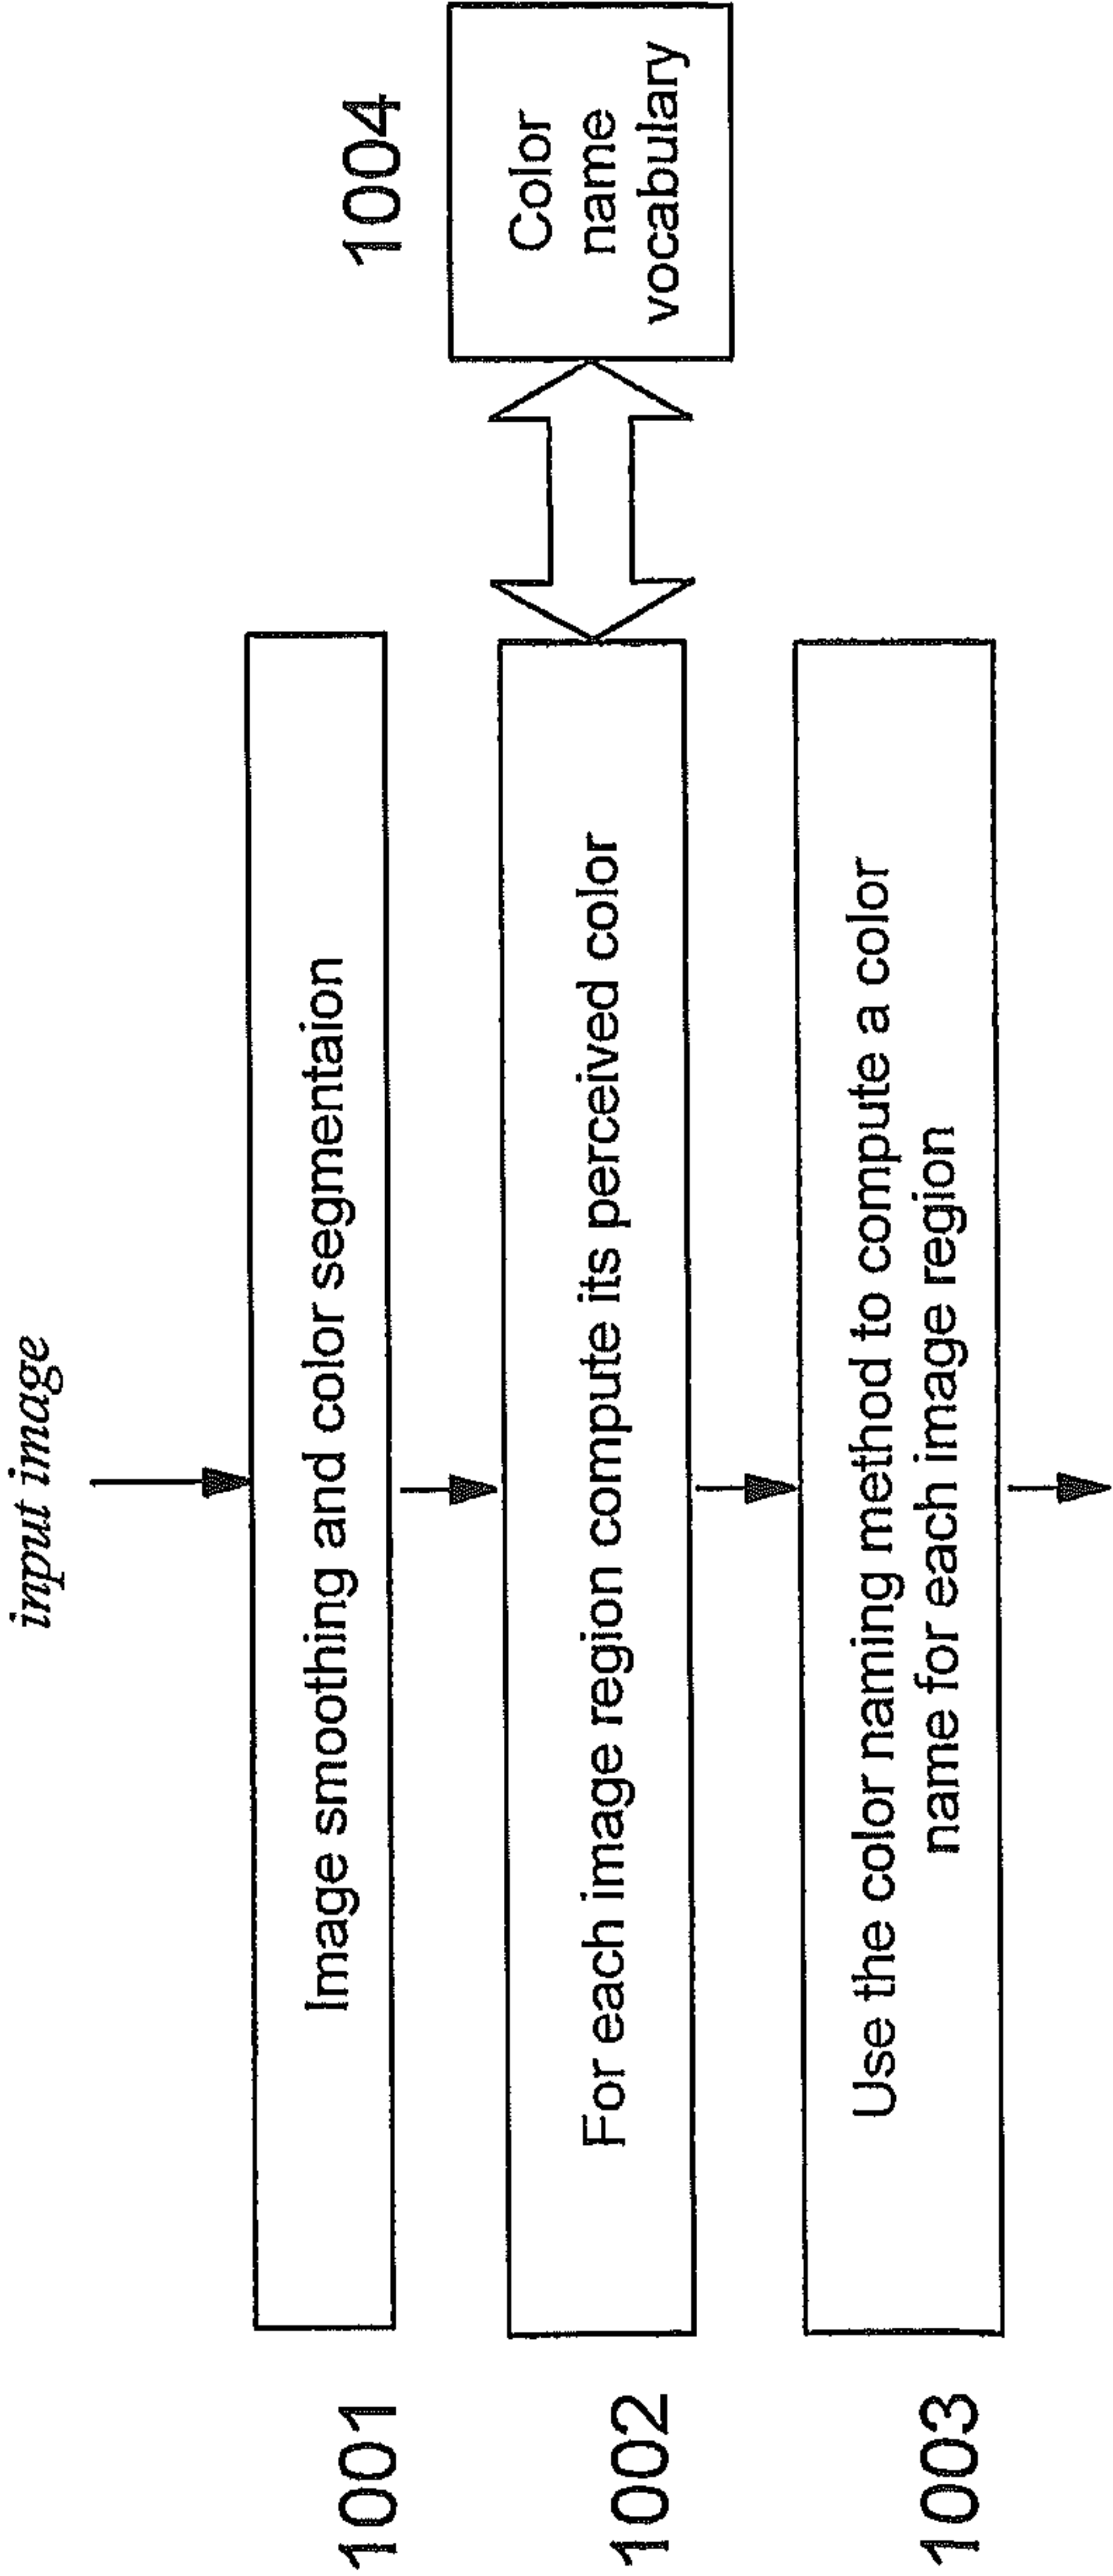 input image
1001
Image smoothing and color segmentaion
1002
For each image region compute its perceived color
1004
Color
name
vocabulary
1003
Use the color naming method to compute a color
name for each image region